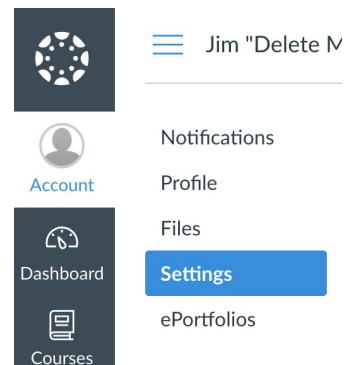 Jim "Delete M
Notifications
Account
Profile
Files
Dashboard
Settings
ePortfolios
Courses